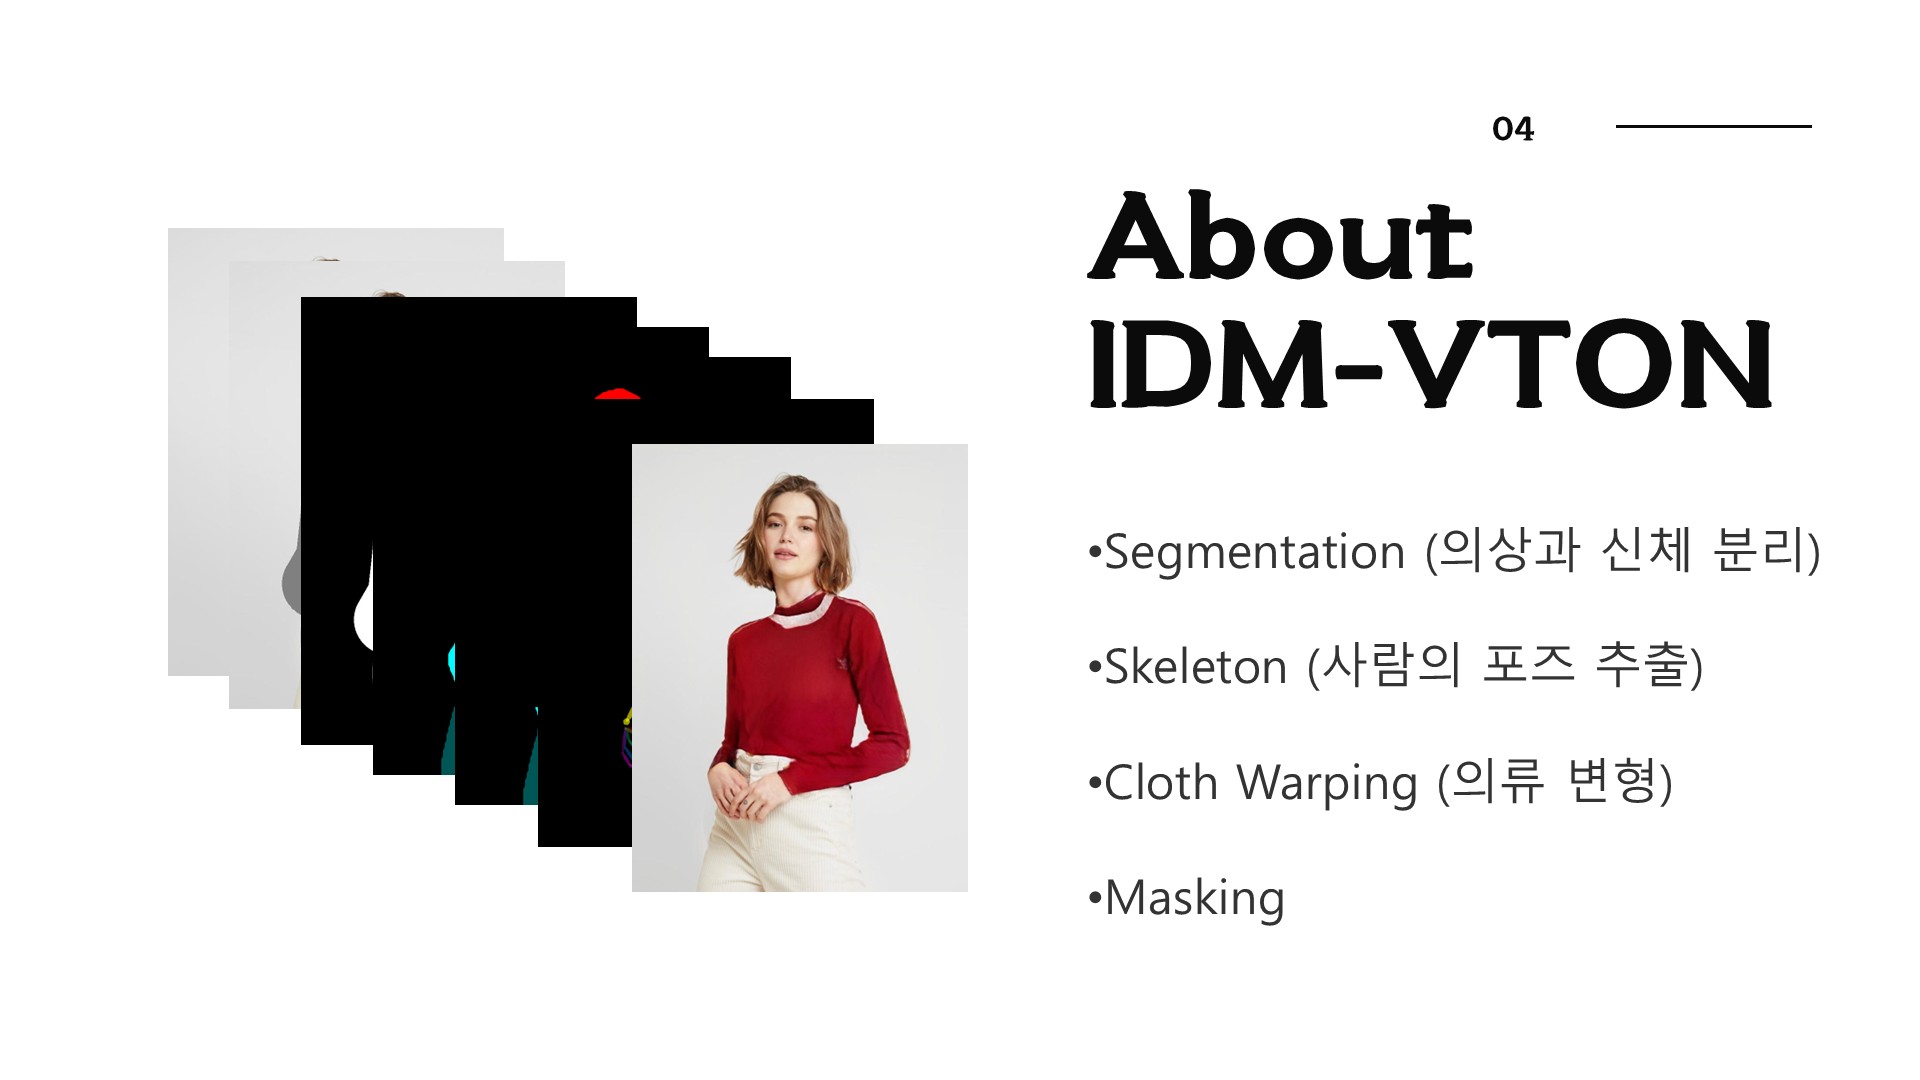 04
About
IDM-VTON
•Segmentation (의상과 신체 분리)
•Skeleton (사람의 포즈 추출)
•Cloth Warping (의류 변형)
•Masking